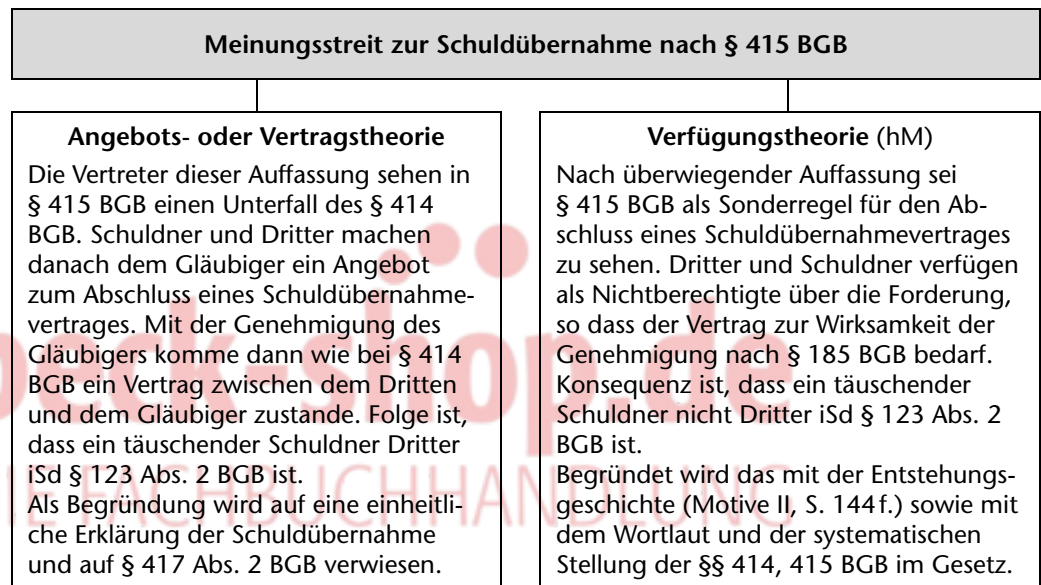 Meinungsstreit zur Schuldübernahme nach § 415 BGB
Angebots- oder Vertragstheorie
Die Vertreter dieser Auffassung sehen in
§ 415 BGB einen Unterfall des § 414
BGB. Schuldner und Dritter machen
danach dem Gläubiger ein Angebot
zum Abschluss eines Schuldübernahme-
vertrages. Mit der Genehmigung des
Gläubigers komme dann wie bei § 414
BGB ein Vertrag zwischen dem Dritten
und dem Gläubiger zustande. Folge ist,
dass ein täuschender Schuldner Dritter
iSd § 123 Abs. 2 BGB ist.
Als Begründung wird auf eine einheitli-
che Erklärung der Schuldübernahme
und auf § 417 Abs. 2 BGB verwiesen.
Verfügungstheorie (hM)
Nach überwiegender Auffassung sei
§ 415 BGB als Sonderregel für den Ab-
schluss eines Schuldübernahmevertrages
zu sehen. Dritter und Schuldner verfügen
als Nichtberechtigte über die Forderung,
so dass der Vertrag zur Wirksamkeit der
Genehmigung nach § 185 BGB bedarf.
Konsequenz ist, dass ein täuschender
Schuldner nicht Dritter iSd § 123 Abs. 2
BGB ist.
Begründet wird das mit der Entstehungs-
geschichte (Motive II, S. 144 f.) sowie mit
dem Wortlaut und der systematischen
Stellung der §§ 414, 415 BGB im Gesetz.
beck-shop.de
DIE FACHBUCHHANDLUNG